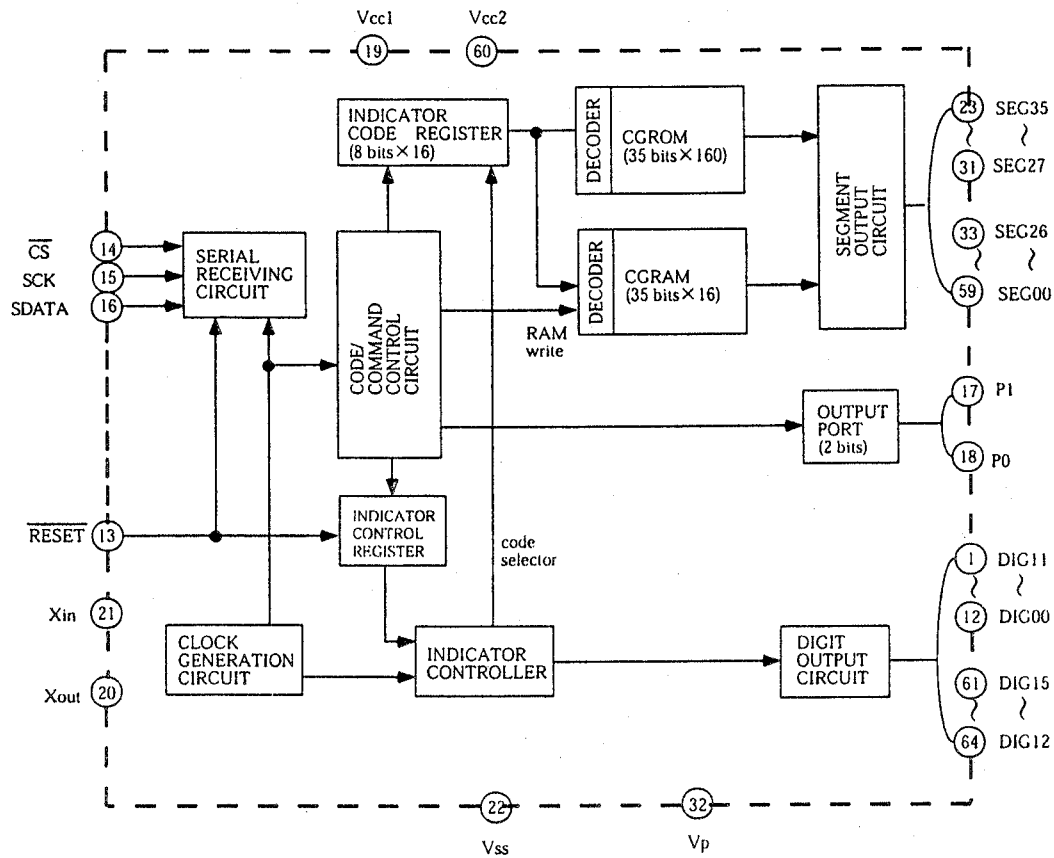 Vcc1
Vcc2
19
60
INDICATOR
CODE REGISTER
(8 bits×16)
DECODER
CGROM
(35 bits×160)
SEGMENT
OUTPUT
CIRCUIT
23
SEG35
~
31
SEG27
33
SEG26
~
59
SEG00
CS
14
SCK
15
SDATA
16
SERIAL
RECEIVING
CIRCUIT
CODE/
COMMAND
CONTROL
CIRCUIT
DECODER
CGRAM
(35 bits×16)
RAM
write
OUTPUT
PORT
(2 bits)
17
P1
18
P0
RESET
13
INDICATOR
CONTROL
REGISTER
code
selector
Xin
21
Xout
20
CLOCK
GENERATION
CIRCUIT
INDICATOR
CONTROLLER
DIGIT
OUTPUT
CIRCUIT
1
DIG11
~
12
DIG00
61
DIG15
~
64
DIG12
22
Vss
32
Vp